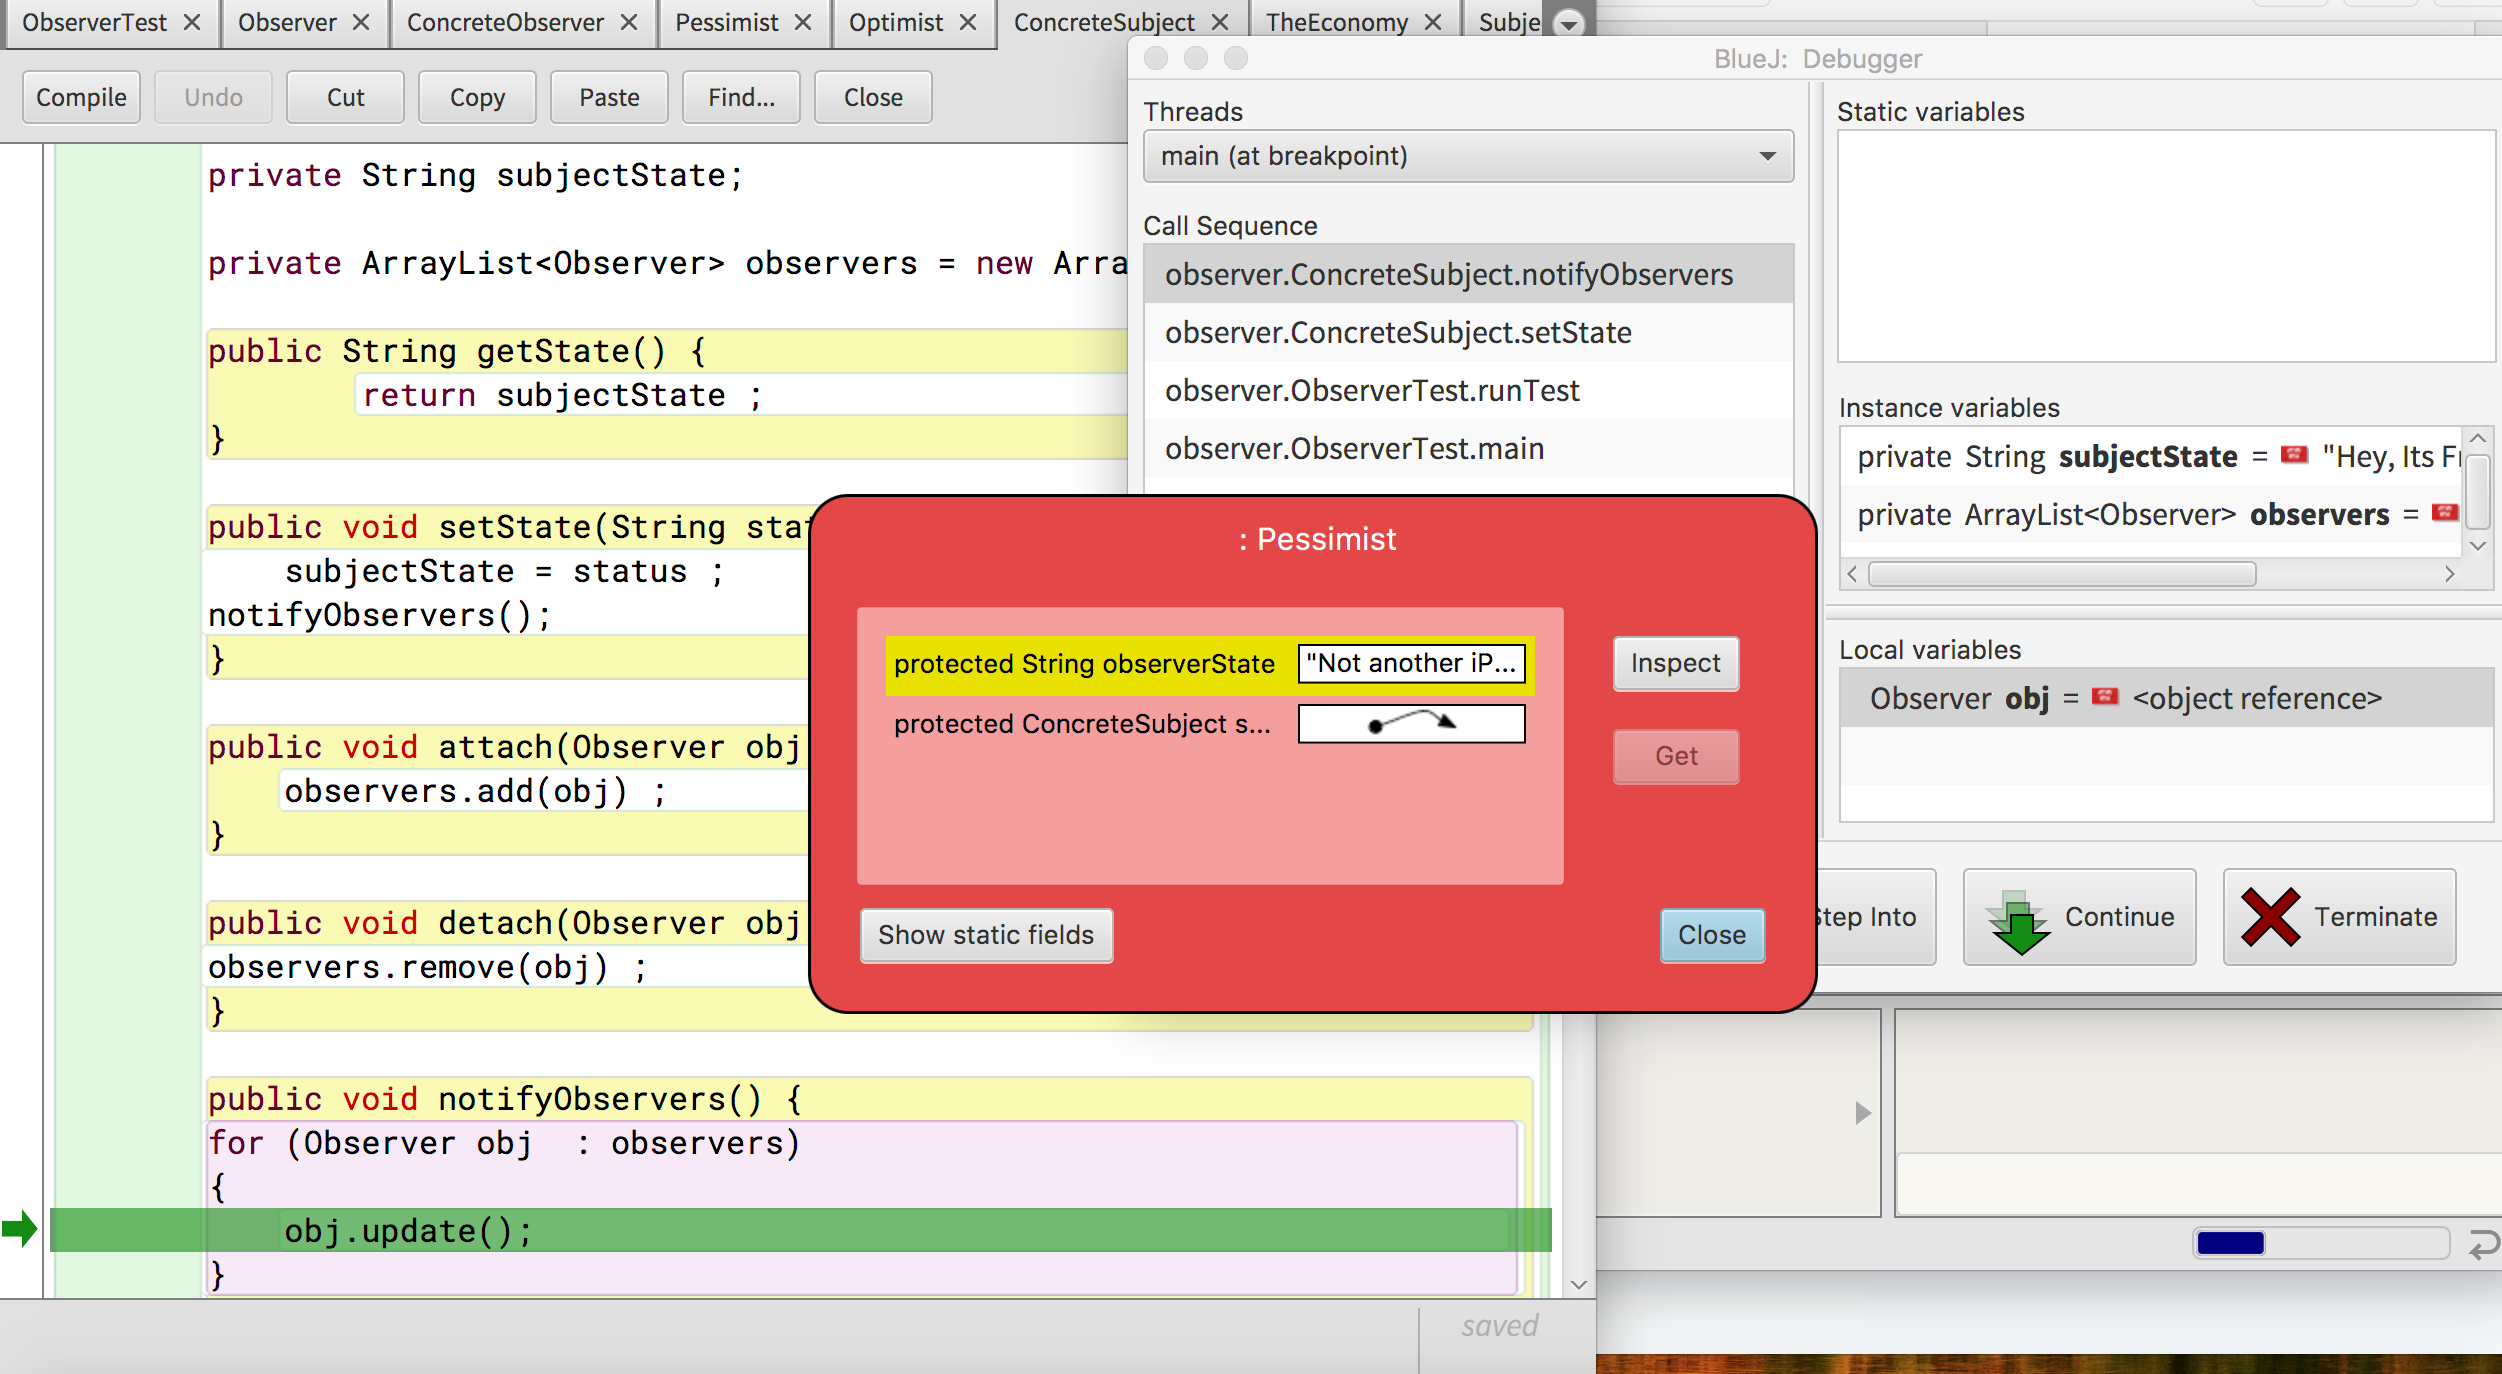 ObserverTest
Observer
ConcreteObserver
Pessimist
Optimist
ConcreteSubject
TheEconomy
Subje
Compile
Undo
Cut
Copy
Paste
Find...
Close
private String subjectState;
private ArrayList<Observer> observers = new Arra
public String getState() {
return subjectState ;
}
public void setState(String stat
subjectState = status ;
notifyObservers();
}
public void attach(Observer obj
observers.add(obj) ;
}
public void detach(Observer obj
observers.remove(obj) ;
}
public void notifyObservers() {
for (Observer obj  : observers)
{
obj.update();
}
saved
BlueJ:  Debugger
Threads
main (at breakpoint)
Call Sequence
observer.ConcreteSubject.notifyObservers
observer.ConcreteSubject.setState
observer.ObserverTest.runTest
observer.ObserverTest.main
Static variables
Instance variables
private String subjectState = "Hey, Its Fr
private ArrayList<Observer> observers =
Local variables
Observer obj = <object reference>
Step Into
Continue
Terminate
: Pessimist
protected String observerState
"Not another iP...
protected ConcreteSubject s...
Inspect
Get
Show static fields
Close